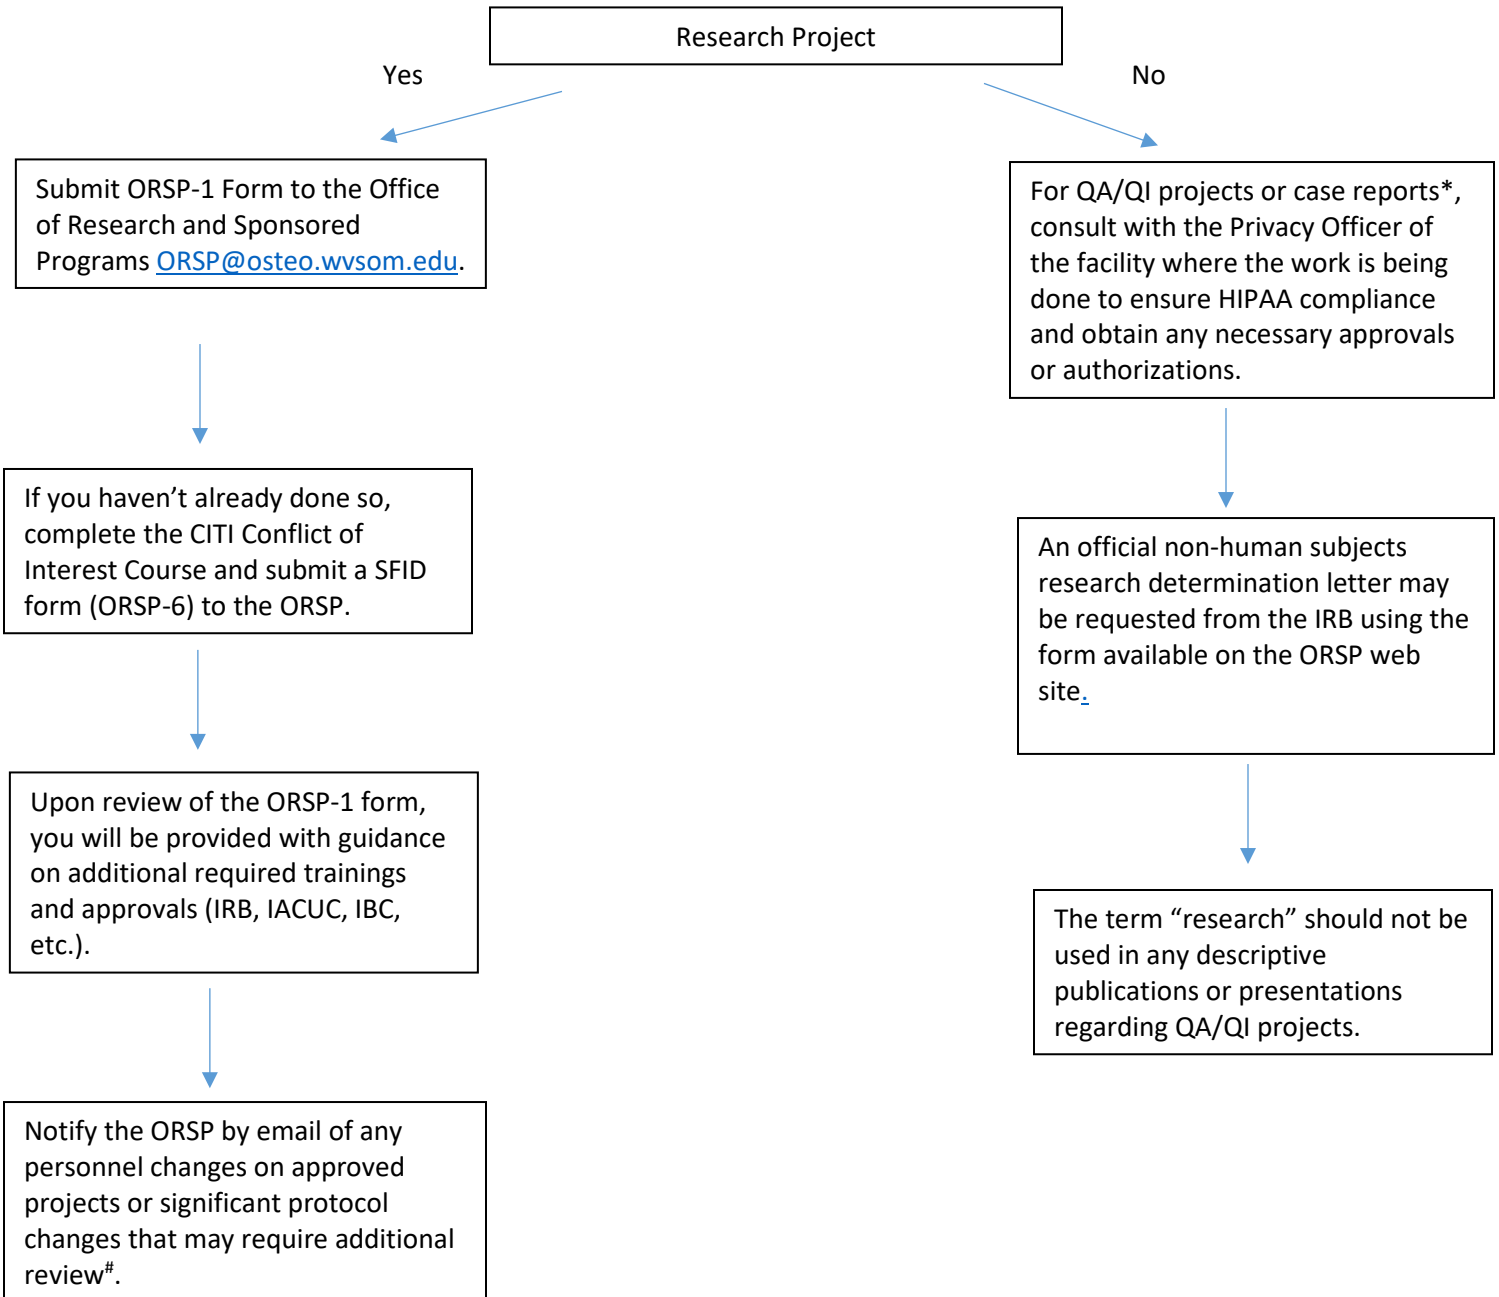 Research Project
Yes
No
Submit ORSP-1 Form to the Office
of Research and Sponsored
Programs ORSP@osteo.wvsom.edu.
If you haven’t already done so,
complete the CITI Conflict of
Interest Course and submit a SFID
form (ORSP-6) to the ORSP.
Upon review of the ORSP-1 form,
you will be provided with guidance
on additional required trainings
and approvals (IRB, IACUC, IBC,
etc.).
Notify the ORSP by email of any
personnel changes on approved
projects or significant protocol
changes that may require additional
review#.
For QA/QI projects or case reports*,
consult with the Privacy Officer of
the facility where the work is being
done to ensure HIPAA compliance
and obtain any necessary approvals
or authorizations.
An official non-human subjects
research determination letter may
be requested from the IRB using the
form available on the ORSP web
site.
The term “research” should not be
used in any descriptive
publications or presentations
regarding QA/QI projects.